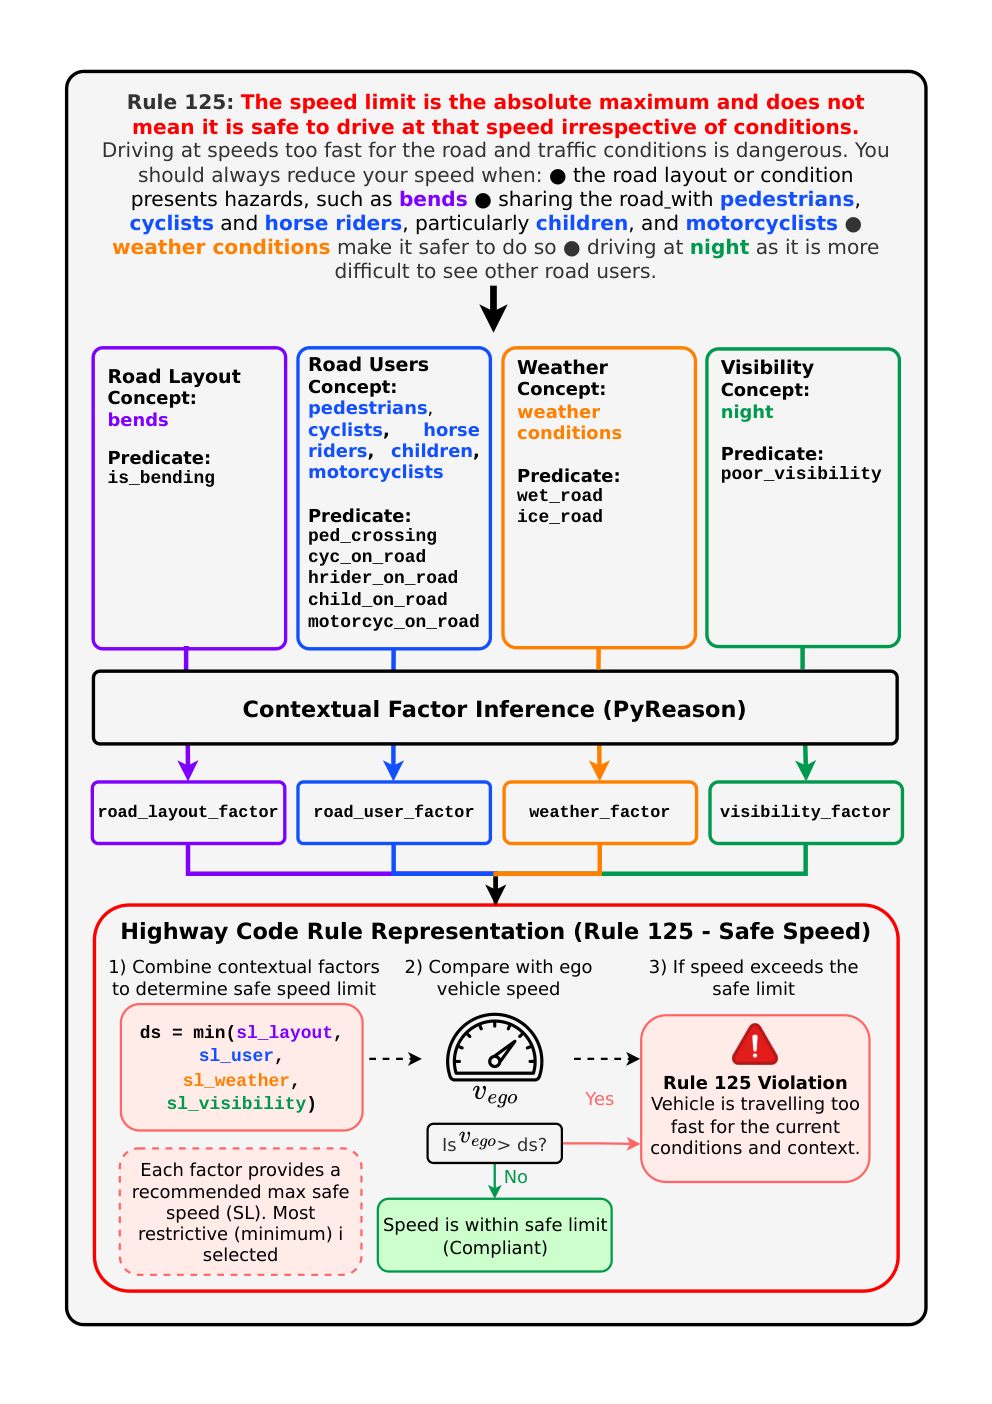 Rule 125: The speed limit is the absolute maximum and does not
mean it is safe to drive at that speed irrespective of conditions.
Driving at speeds too fast for the road and traffic conditions is dangerous. You
should always reduce your speed when: ● the road layout or condition
presents hazards, such as bends ● sharing the road with pedestrians,
cyclists and horse riders, particularly children, and motorcyclists ●
weather conditions make it safer to do so ● driving at night as it is more
difficult to see other road users.
Road Layout
Concept:
bends
Predicate:
is_bending
Road Users
Concept:
pedestrians,
cyclists, horse
riders, children,
motorcyclists
Predicate:
ped_crossing
cyc_on_road
hrider_on_road
child_on_road
motorcyc_on_road
Weather
Concept:
weather
conditions
Predicate:
wet_road
ice_road
Visibility
Concept:
night
Predicate:
poor_visibility
Contextual Factor Inference (PyReason)
road_layout_factor
road_user_factor
weather_factor
visibility_factor
Highway Code Rule Representation (Rule 125 - Safe Speed)
1) Combine contextual factors
to determine safe speed limit
ds = min(sl_layout,
sl_user,
sl_weather,
sl_visibility)
Each factor provides a
recommended max safe
speed (SL). Most
restrictive (minimum) i
selected
2) Compare with ego
vehicle speed
v_ego
Is v_ego > ds?
Yes
No
Speed is within safe limit
(Compliant)
3) If speed exceeds the
safe limit
!
Rule 125 Violation
Vehicle is travelling too
fast for the current
conditions and context.